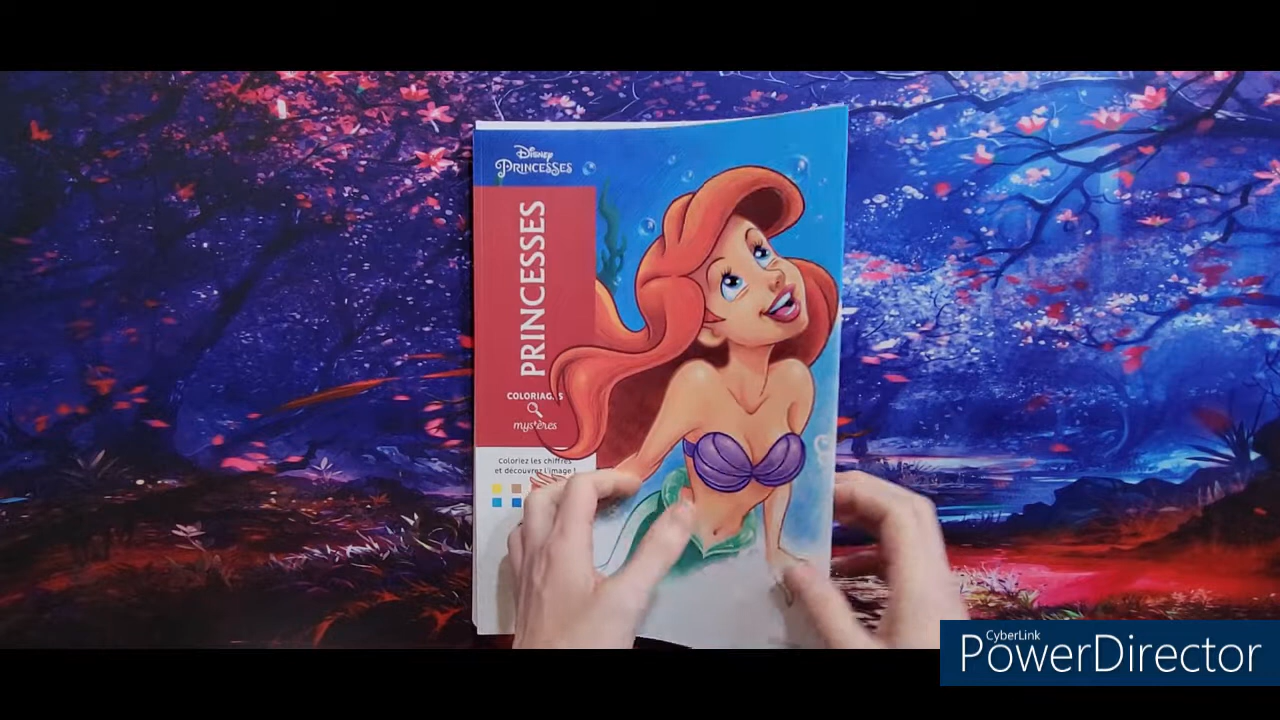 Disney
PRINCESSES
PRINCESSES
COLORIAGES
mystères
Coloriez les chiffres
et découvrez l'image !
CyberLink
PowerDirector